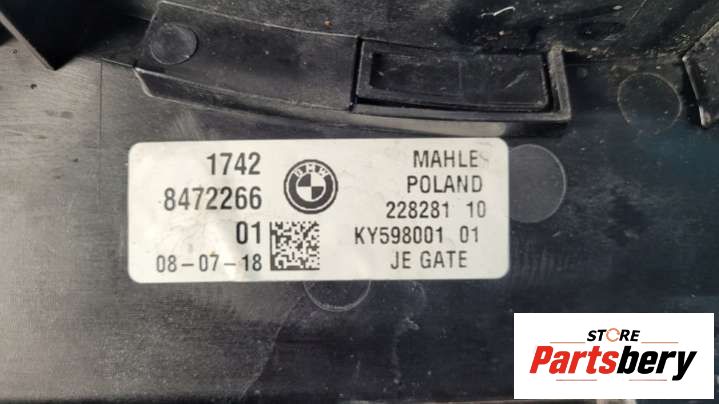 1742
8472266
01
08-07-18
BMW
MAHLE
POLAND
228281 10
KY598001 01
JE GATE
STORE
Partsbery